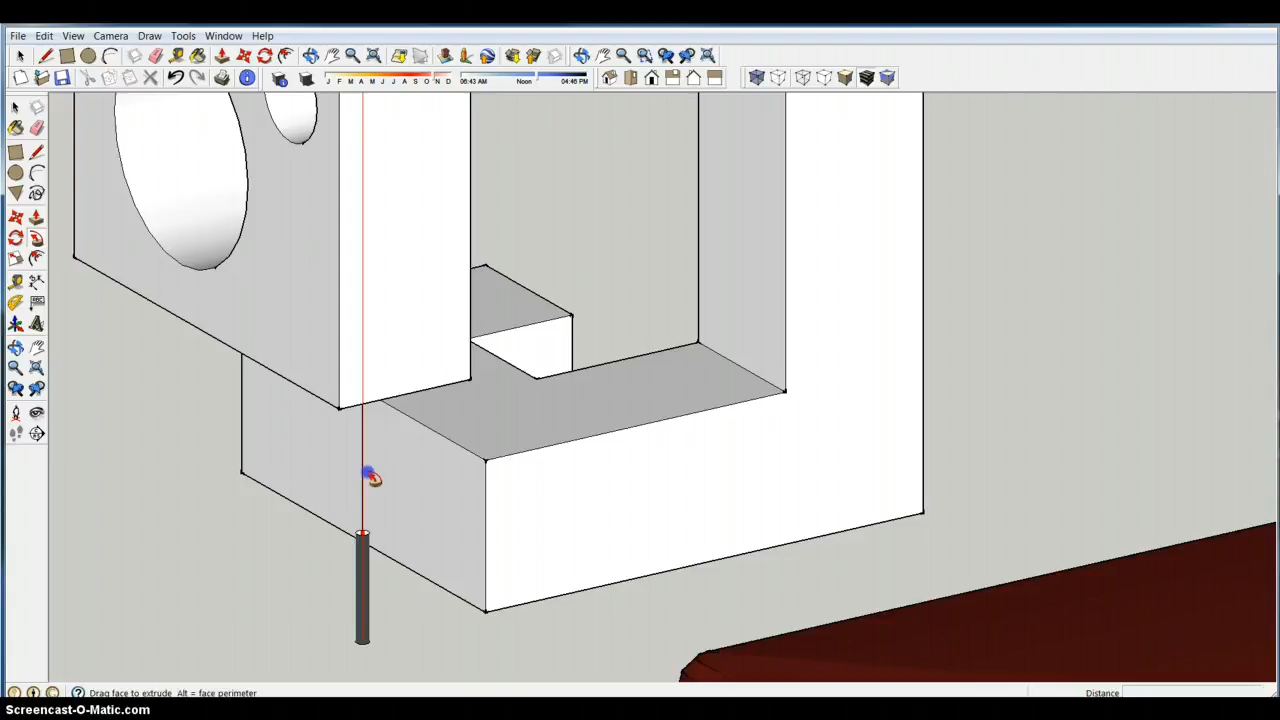 File Edit View Camera Draw Tools Window Help
J F M A M J J A S O N D 06:43 AM Noon 04:46 PM
ABC
Drag face to extrude Alt = face perimeter Distance
Screencast-O-Matic.com